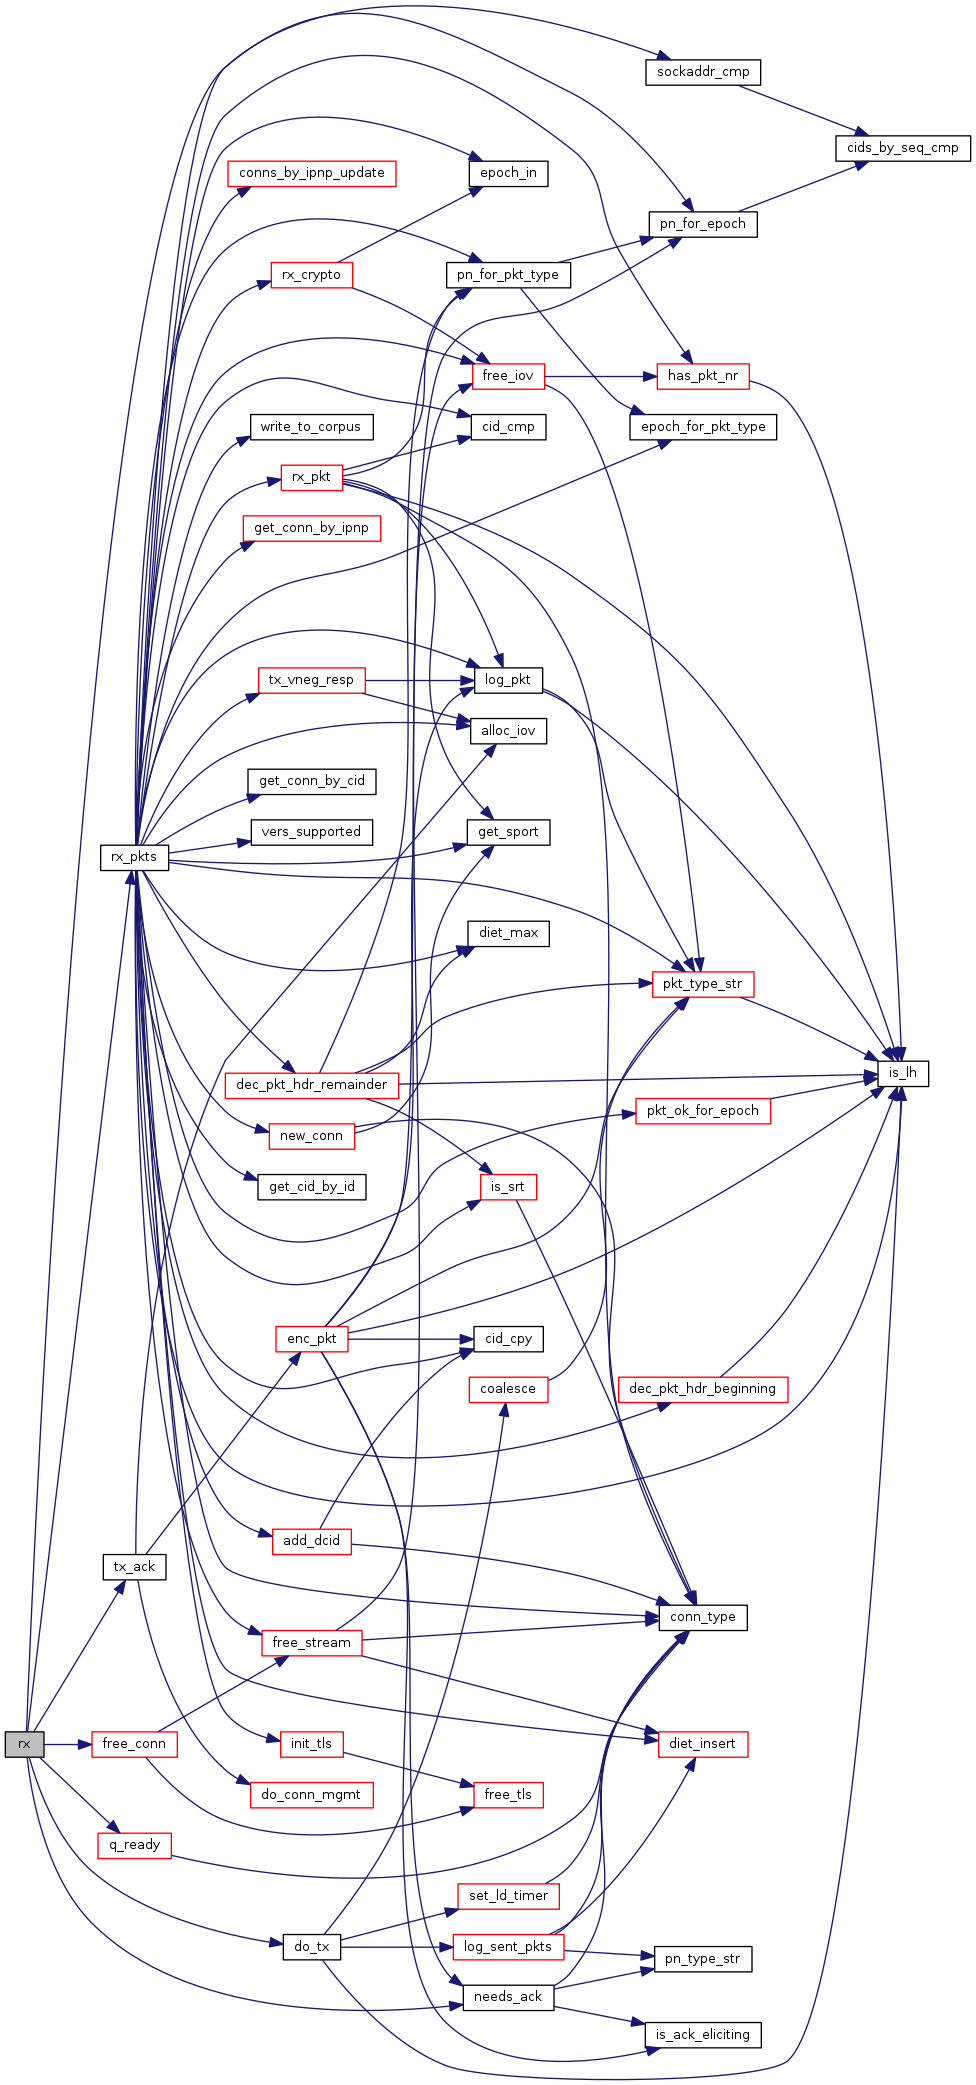 sockaddr_cmp
cids_by_seq_cmp
conns_by_ipnp_update
epoch_in
pn_for_epoch
rx_crypto
pn_for_pkt_type
free_iov
has_pkt_nr
write_to_corpus
cid_cmp
epoch_for_pkt_type
rx_pkt
get_conn_by_ipnp
tx_vneg_resp
log_pkt
alloc_iov
get_conn_by_cid
vers_supported
get_sport
rx_pkts
diet_max
pkt_type_str
dec_pkt_hdr_remainder
is_lh
pkt_ok_for_epoch
new_conn
get_cid_by_id
is_srt
enc_pkt
cid_cpy
coalesce
dec_pkt_hdr_beginning
add_dcid
tx_ack
conn_type
free_stream
rx
free_conn
init_tls
diet_insert
do_conn_mgmt
free_tls
q_ready
set_ld_timer
do_tx
log_sent_pkts
pn_type_str
needs_ack
is_ack_eliciting